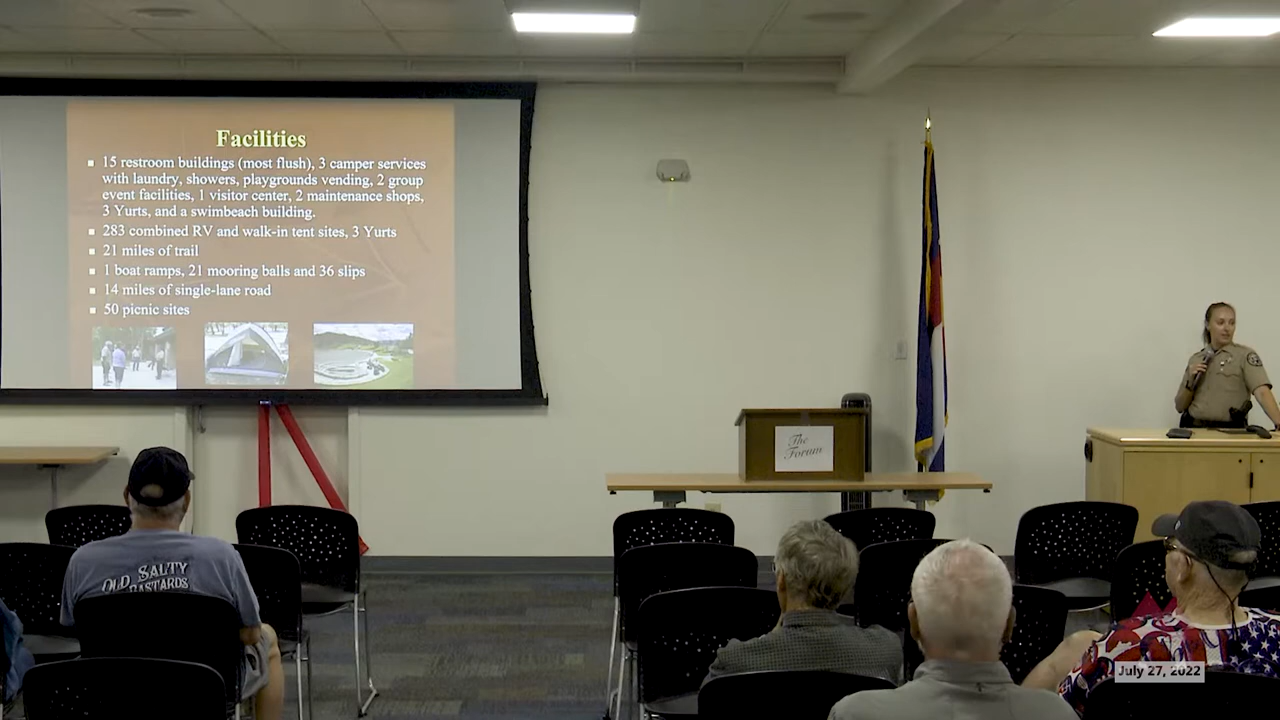 Facilities
15 restroom buildings (most flush), 3 camper services
with laundry, showers, playgrounds vending, 2 group
event facilities, 1 visitor center, 2 maintenance shops,
3 Yurts, and a swimbeach building.
283 combined RV and walk-in tent sites, 3 Yurts
21 miles of trail
1 boat ramps, 21 mooring balls and 36 slips
14 miles of single-lane road
50 picnic sites
The
Forum
OLD, SALTY
BASTARDS
July 27, 2022